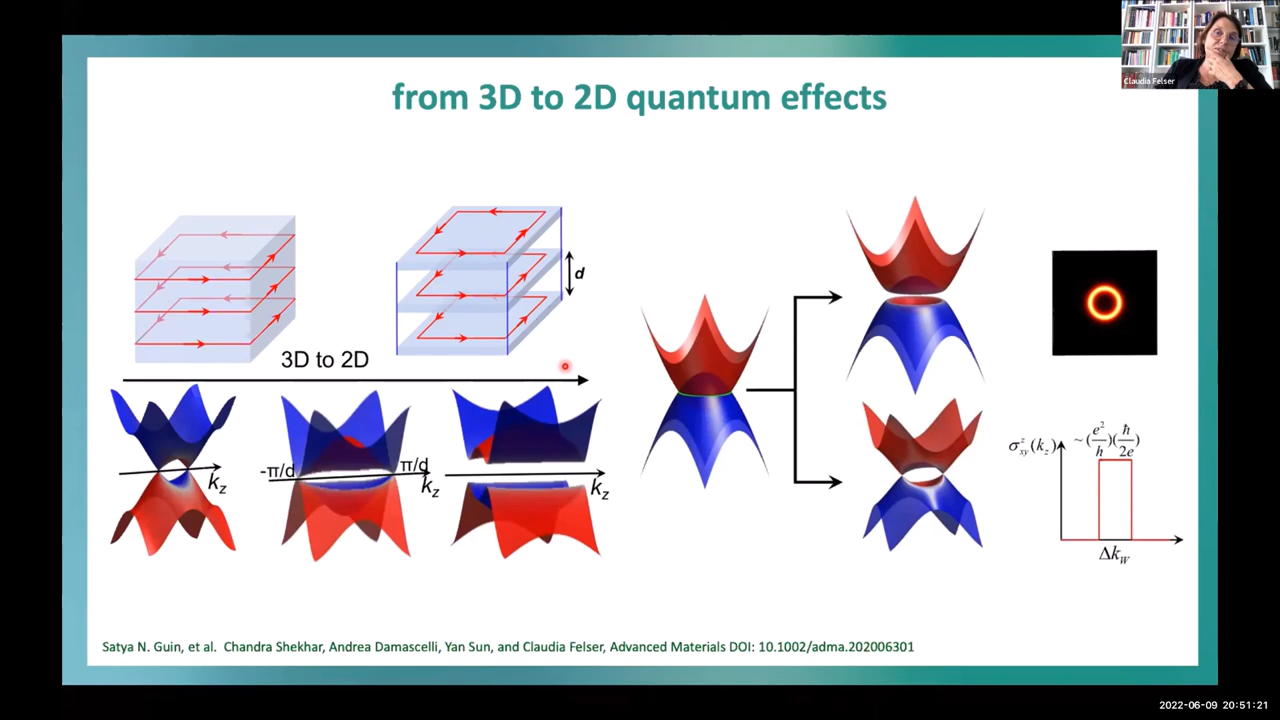 Claudia Felser
from 3D to 2D quantum effects
d
3D to 2D
k_z
-π/d
π/d
k_z
k_z
σ^z_xy(k_z)
~(e²/h)(ħ/2e)
Δk_W
Satya N. Guin, et al. Chandra Shekhar, Andrea Damascelli, Yan Sun, and Claudia Felser, Advanced Materials DOI: 10.1002/adma.202006301
2022-06-09 20:51:21